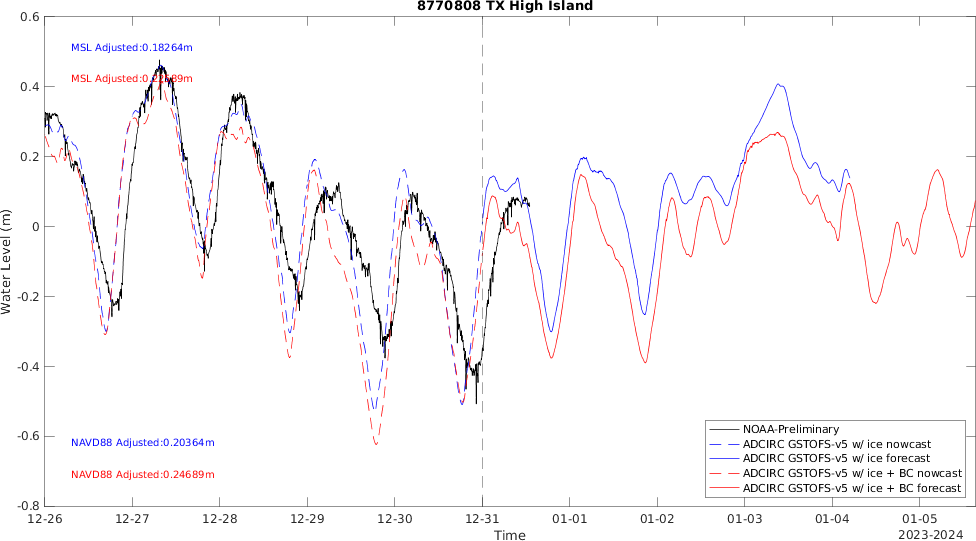 8770808 TX High Island
0.6
MSL Adjusted:0.18264m
MSL Adjusted:
0.4
0.2
0
-0.2
-0.4
-0.6
-0.8
Water Level (m)
NAVD88 Adjusted:0.20364m
NAVD88 Adjusted:0.24689m
NOAA-Preliminary
ADCIRC GSTOFS-v5 w/ ice nowcast
ADCIRC GSTOFS-v5 w/ ice forecast
ADCIRC GSTOFS-v5 w/ ice + BC nowcast
ADCIRC GSTOFS-v5 w/ ice + BC forecast
12-26 12-27 12-28 12-29 12-30 12-31 01-01 01-02 01-03 01-04 01-05
Time
2023-2024